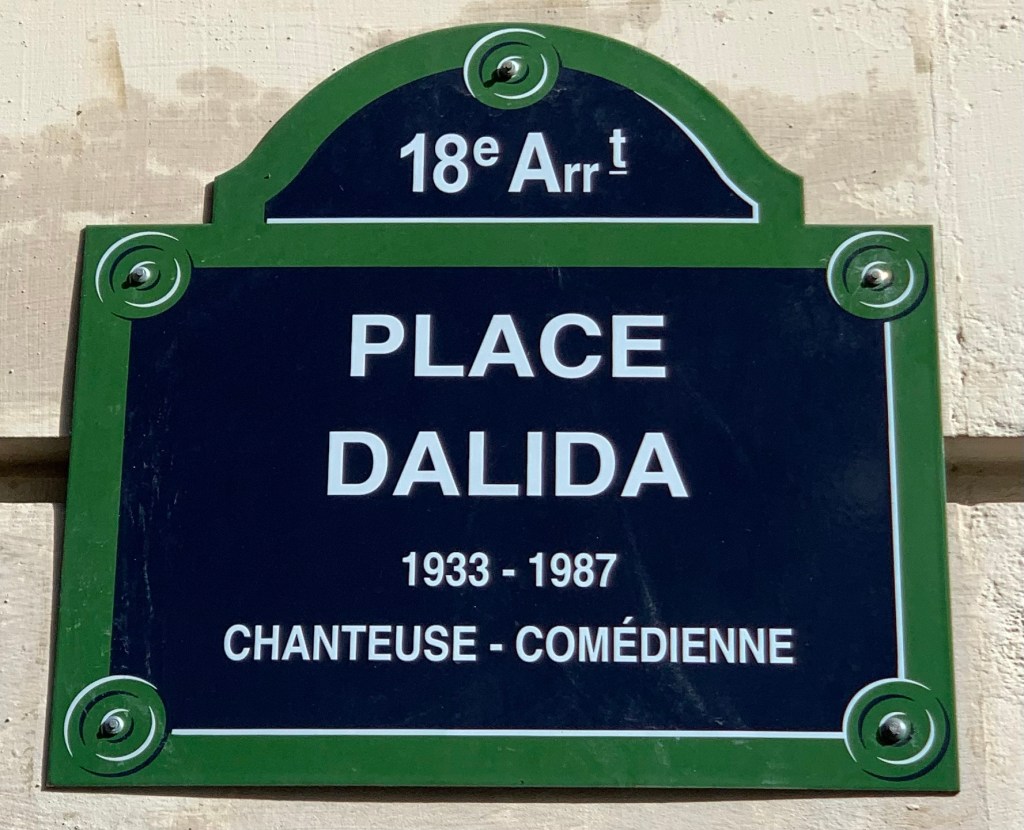 18e Arrt
PLACE
DALIDA
1933 - 1987
CHANTEUSE - COMÉDIENNE